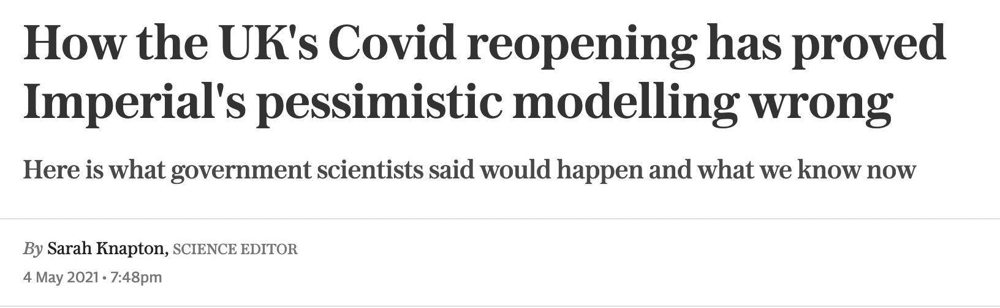 How the UK's Covid reopening has proved
Imperial's pessimistic modelling wrong
Here is what government scientists said would happen and what we know now
By Sarah Knapton, SCIENCE EDITOR
4 May 2021 • 7:48pm